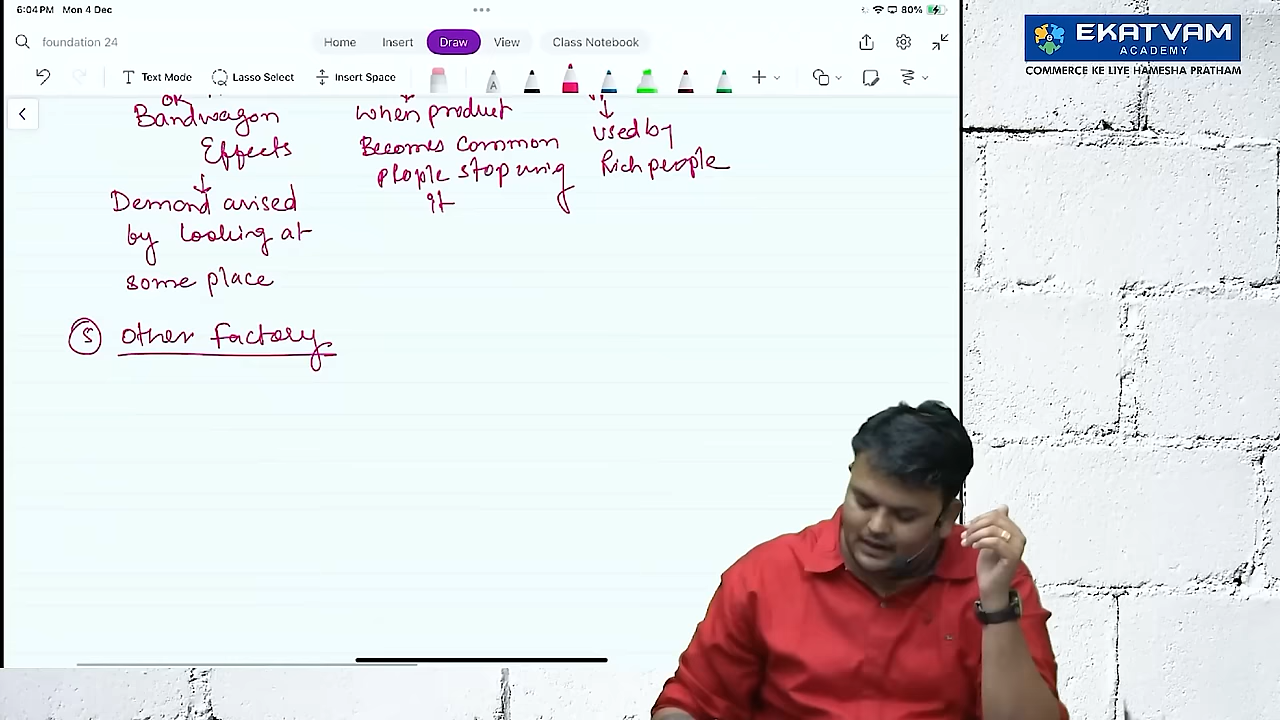 6:04 PM Mon 4 Dec
80%
foundation 24
Home
Insert
Draw
View
Class Notebook
EKATVAM
ACADEMY
COMMERCE KE LIYE HAMESHA PRATHAM
Text Mode
Lasso Select
Insert Space
OR
Bandwagon
Effects
Demand arised
by looking at
some place
when product
Becomes common
people stop using
it
used by
Rich people
5 Other factory